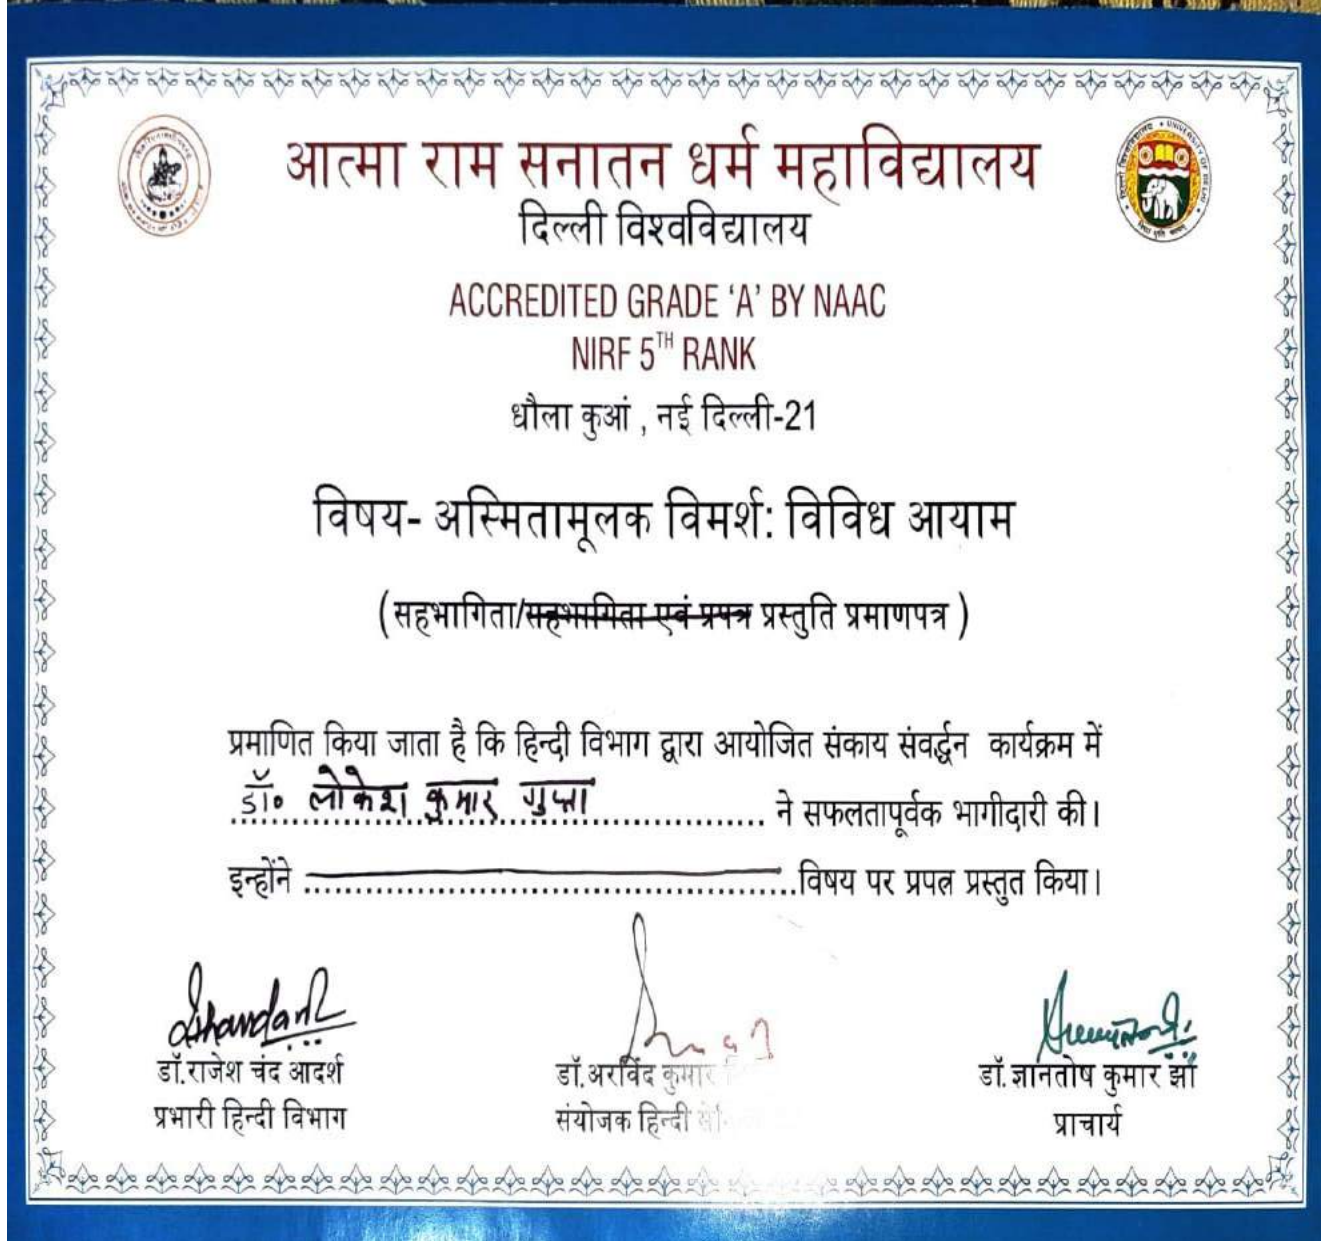 आत्मा राम सनातन धर्म महाविद्यालय
दिल्ली विश्वविद्यालय
ACCREDITED GRADE ‘A’ BY NAAC
NIRF 5TH RANK
धौला कुआं , नई दिल्ली-21
विषय- अस्मितामूलक विमर्श: विविध आयाम
(सहभागिता/सहभागिता एवं प्रपत्र प्रस्तुति प्रमाणपत्र )
प्रमाणित किया जाता है कि हिन्दी विभाग द्वारा आयोजित संकाय संवर्द्धन कार्यक्रम में
डॉ० लोकेश कुमार गुप्ता ने सफलतापूर्वक भागीदारी की।
इन्होंने विषय पर प्रपत्र प्रस्तुत किया।
डॉ.राजेश चंद आदर्श
प्रभारी हिन्दी विभाग
डॉ.अरविंद कुमार
संयोजक हिन्दी
डॉ.ज्ञानतोष कुमार झा
प्राचार्य